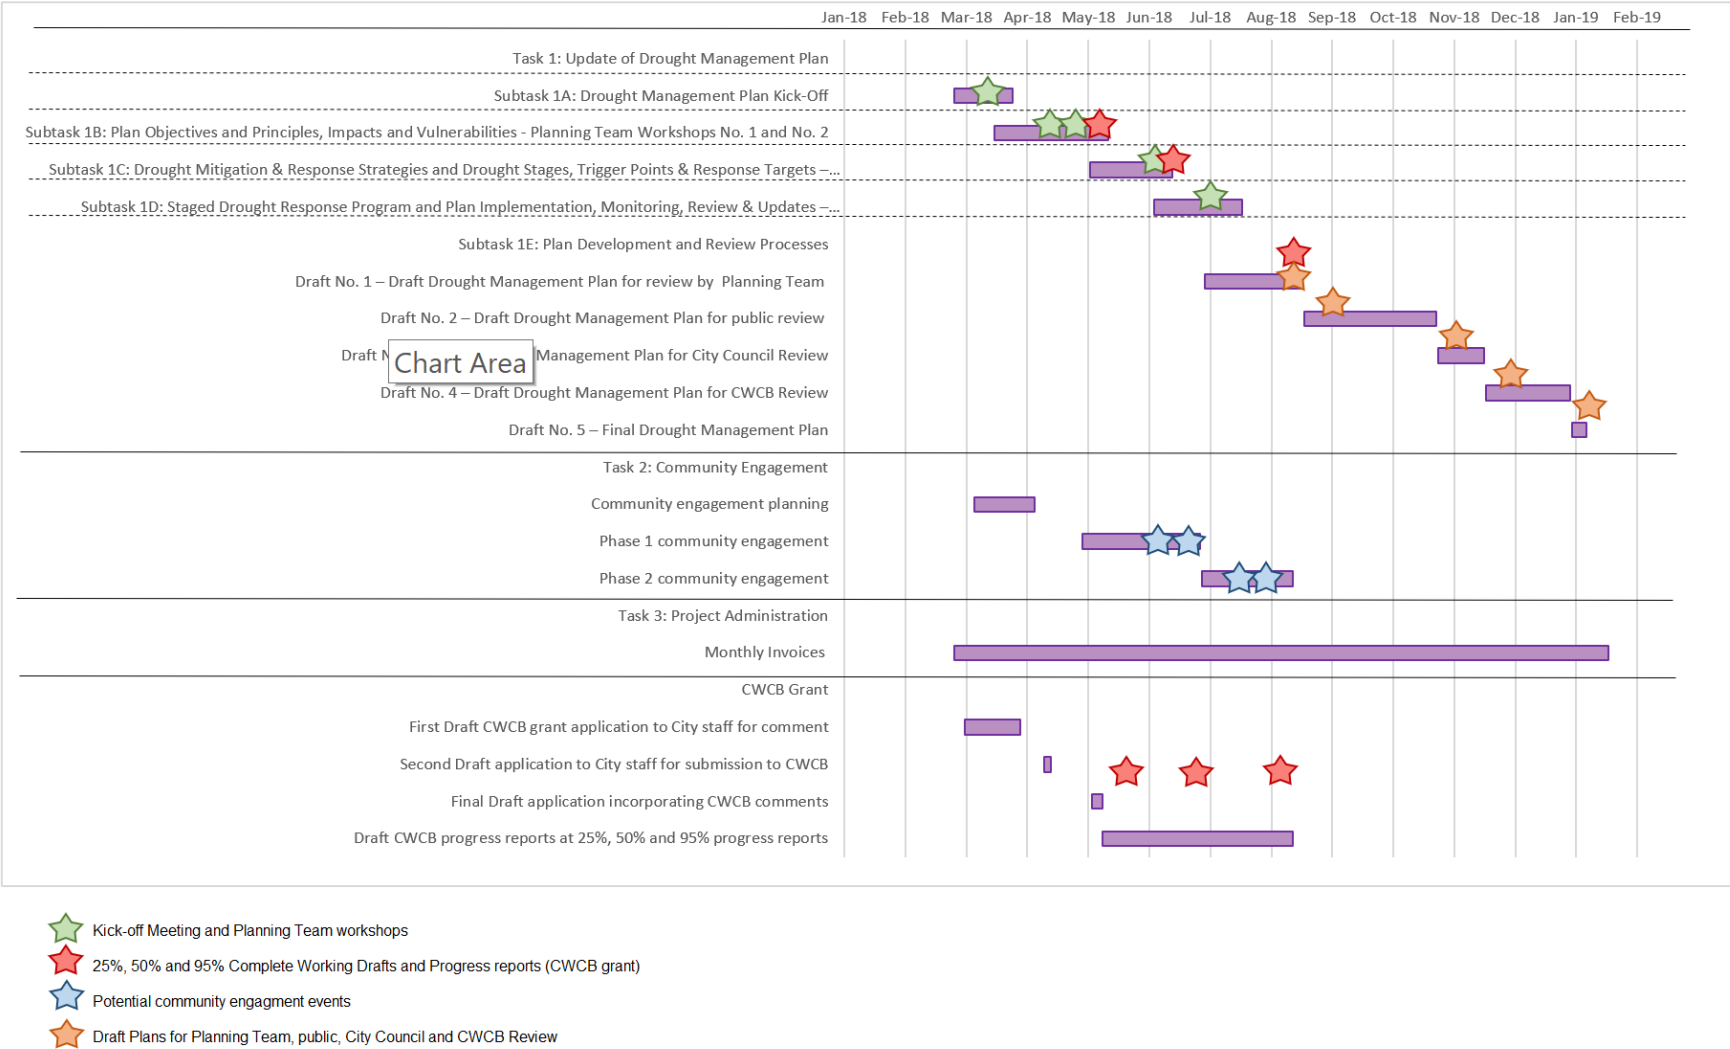 Jan-18 Feb-18 Mar-18 Apr-18 May-18 Jun-18 Jul-18 Aug-18 Sep-18 Oct-18 Nov-18 Dec-18 Jan-19 Feb-19
Task 1: Update of Drought Management Plan
Subtask 1A: Drought Management Plan Kick-Off
Subtask 1B: Plan Objectives and Principles, Impacts and Vulnerabilities - Planning Team Workshops No. 1 and No. 2
Subtask 1C: Drought Mitigation & Response Strategies and Drought Stages, Trigger Points & Response Targets –...
Subtask 1D: Staged Drought Response Program and Plan Implementation, Monitoring, Review & Updates –...
Subtask 1E: Plan Development and Review Processes
Draft No. 1 – Draft Drought Management Plan for review by Planning Team
Draft No. 2 – Draft Drought Management Plan for public review
Draft Management Plan for City Council Review
Chart Area
Draft No. 4 – Draft Drought Management Plan for CWCB Review
Draft No. 5 – Final Drought Management Plan
Task 2: Community Engagement
Community engagement planning
Phase 1 community engagement
Phase 2 community engagement
Task 3: Project Administration
Monthly Invoices
CWCB Grant
First Draft CWCB grant application to City staff for comment
Second Draft application to City staff for submission to CWCB
Final Draft application incorporating CWCB comments
Draft CWCB progress reports at 25%, 50% and 95% progress reports
Kick-off Meeting and Planning Team workshops
25%, 50% and 95% Complete Working Drafts and Progress reports (CWCB grant)
Potential community engagment events
Draft Plans for Planning Team, public, City Council and CWCB Review